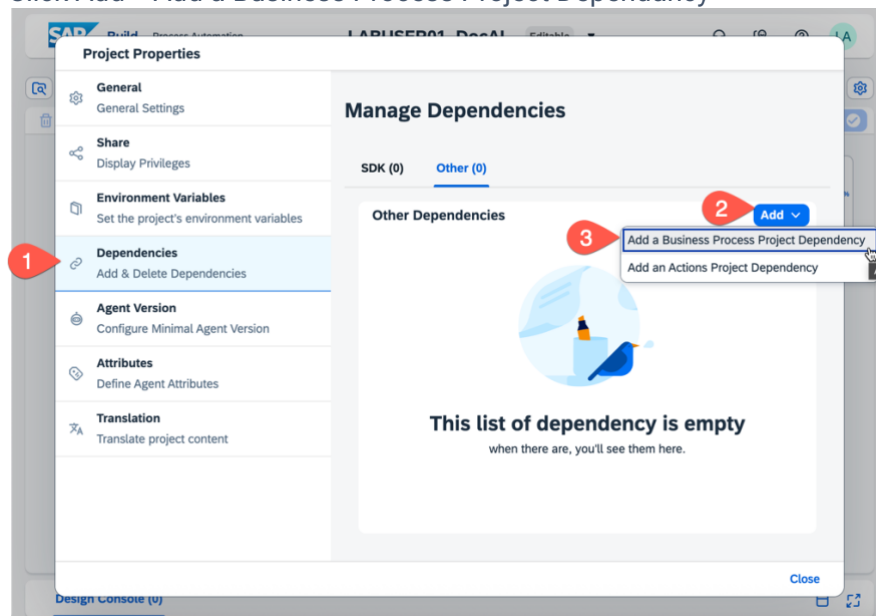 SAP Build Process Automation LABUSER01_DocAI Editable LA
Project Properties
General
General Settings
Share
Display Privileges
Environment Variables
Set the project's environment variables
Dependencies
Add & Delete Dependencies
Agent Version
Configure Minimal Agent Version
Attributes
Define Agent Attributes
Translation
Translate project content
Manage Dependencies
SDK (0) Other (0)
Other Dependencies
Add
Add a Business Process Project Dependency
Add an Actions Project Dependency
1
2
3
This list of dependency is empty
when there are, you'll see them here.
Close
Design Console (0)